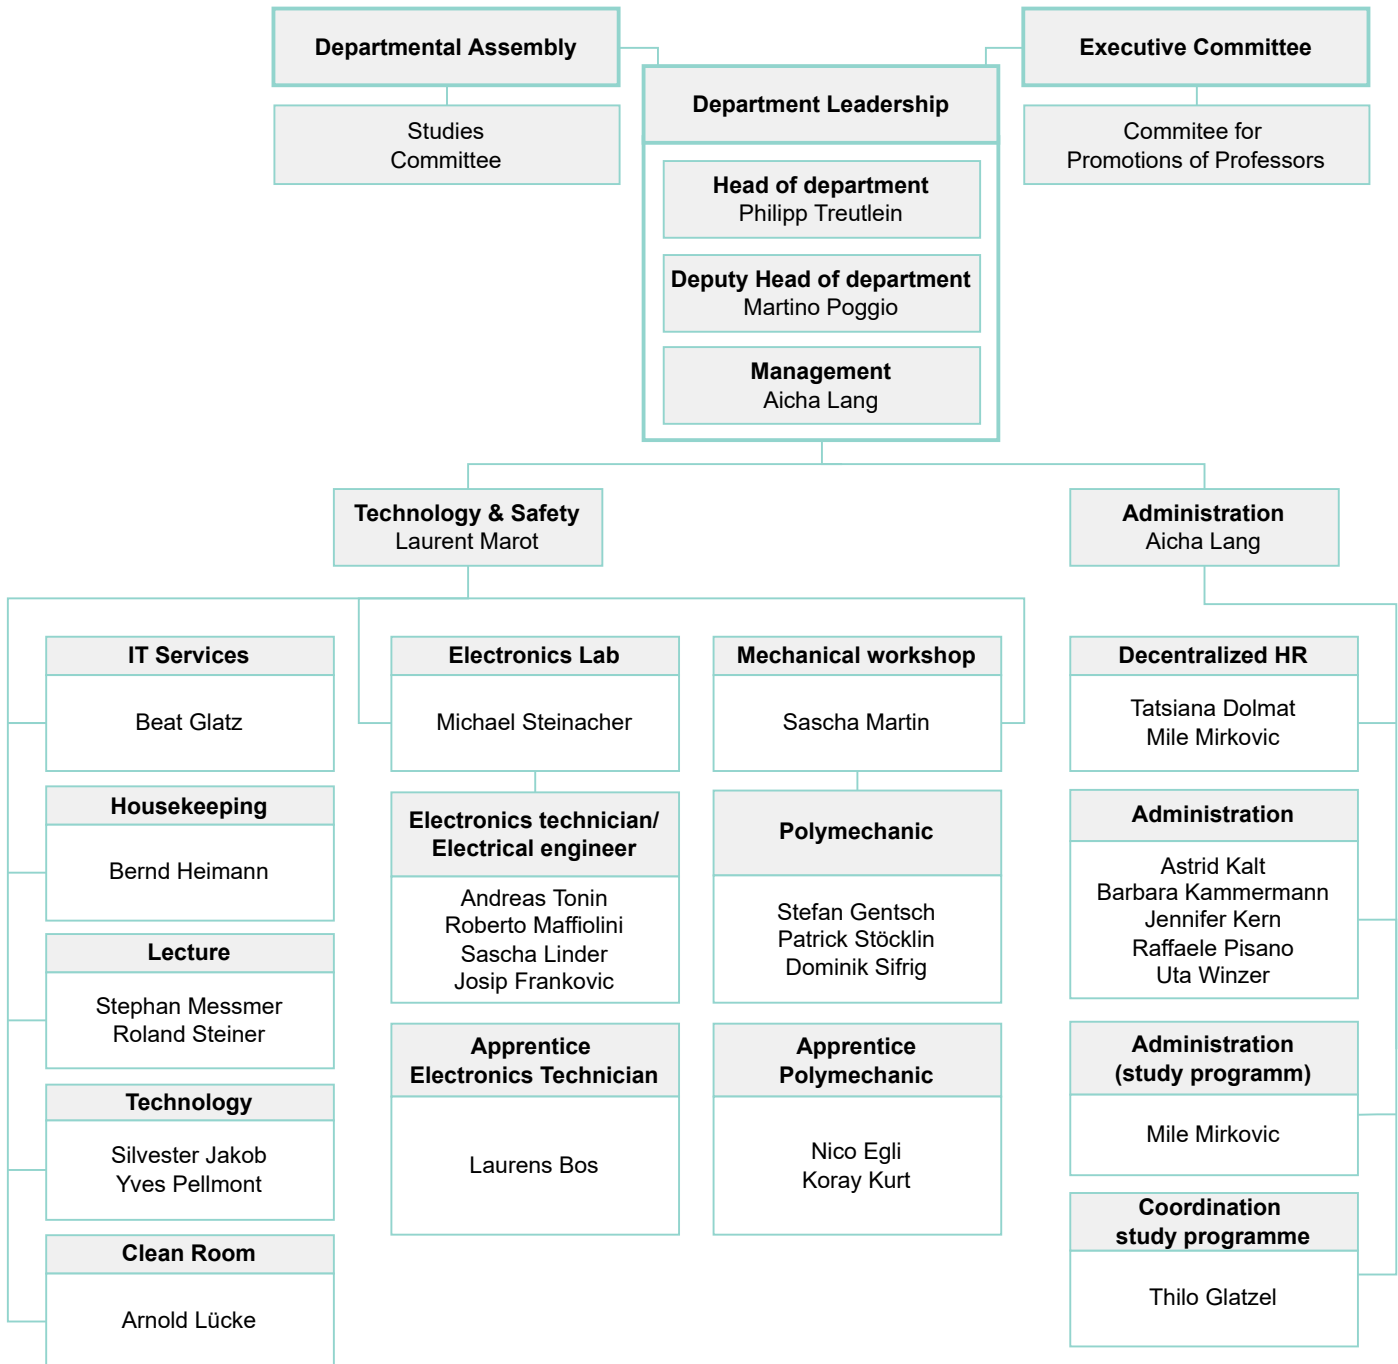 Departmental Assembly
Studies
Committee
Executive Committee
Commitee for
Promotions of Professors
Department Leadership
Head of department
Philipp Treutlein
Deputy Head of department
Martino Poggio
Management
Aicha Lang
Technology & Safety
Laurent Marot
Administration
Aicha Lang
IT Services
Beat Glatz
Housekeeping
Bernd Heimann
Lecture
Stephan Messmer
Roland Steiner
Technology
Silvester Jakob
Yves Pellmont
Clean Room
Arnold Lücke
Electronics Lab
Michael Steinacher
Electronics technician/
Electrical engineer
Andreas Tonin
Roberto Maffiolini
Sascha Linder
Josip Frankovic
Apprentice
Electronics Technician
Laurens Bos
Mechanical workshop
Sascha Martin
Polymechanic
Stefan Gentsch
Patrick Stöcklin
Dominik Sifrig
Apprentice
Polymechanic
Nico Egli
Koray Kurt
Decentralized HR
Tatsiana Dolmat
Mile Mirkovic
Administration
Astrid Kalt
Barbara Kammermann
Jennifer Kern
Raffaele Pisano
Uta Winzer
Administration
(study programm)
Mile Mirkovic
Coordination
study programme
Thilo Glatzel